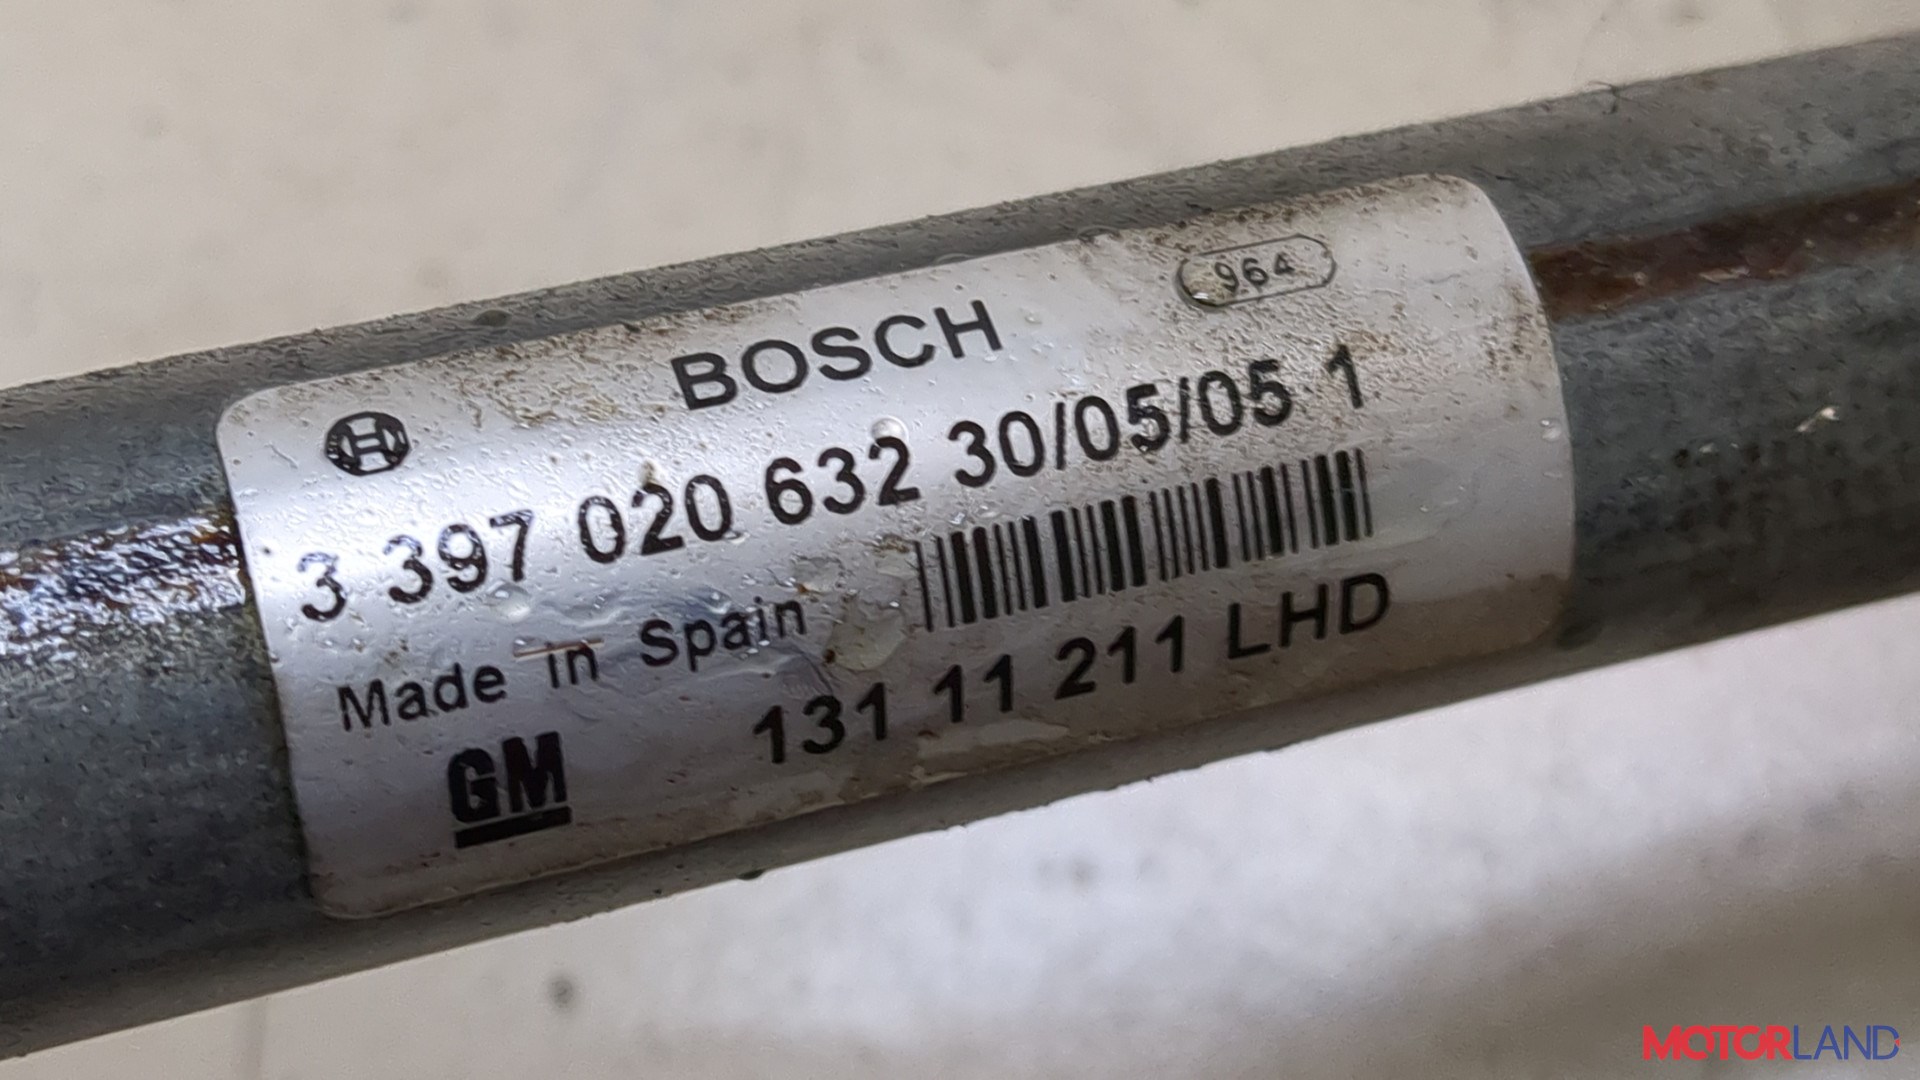 964
BOSCH
3 397 020 632 30/05/05 1
Made in Spain
GM 131 11 211 LHD
MOTORLAND